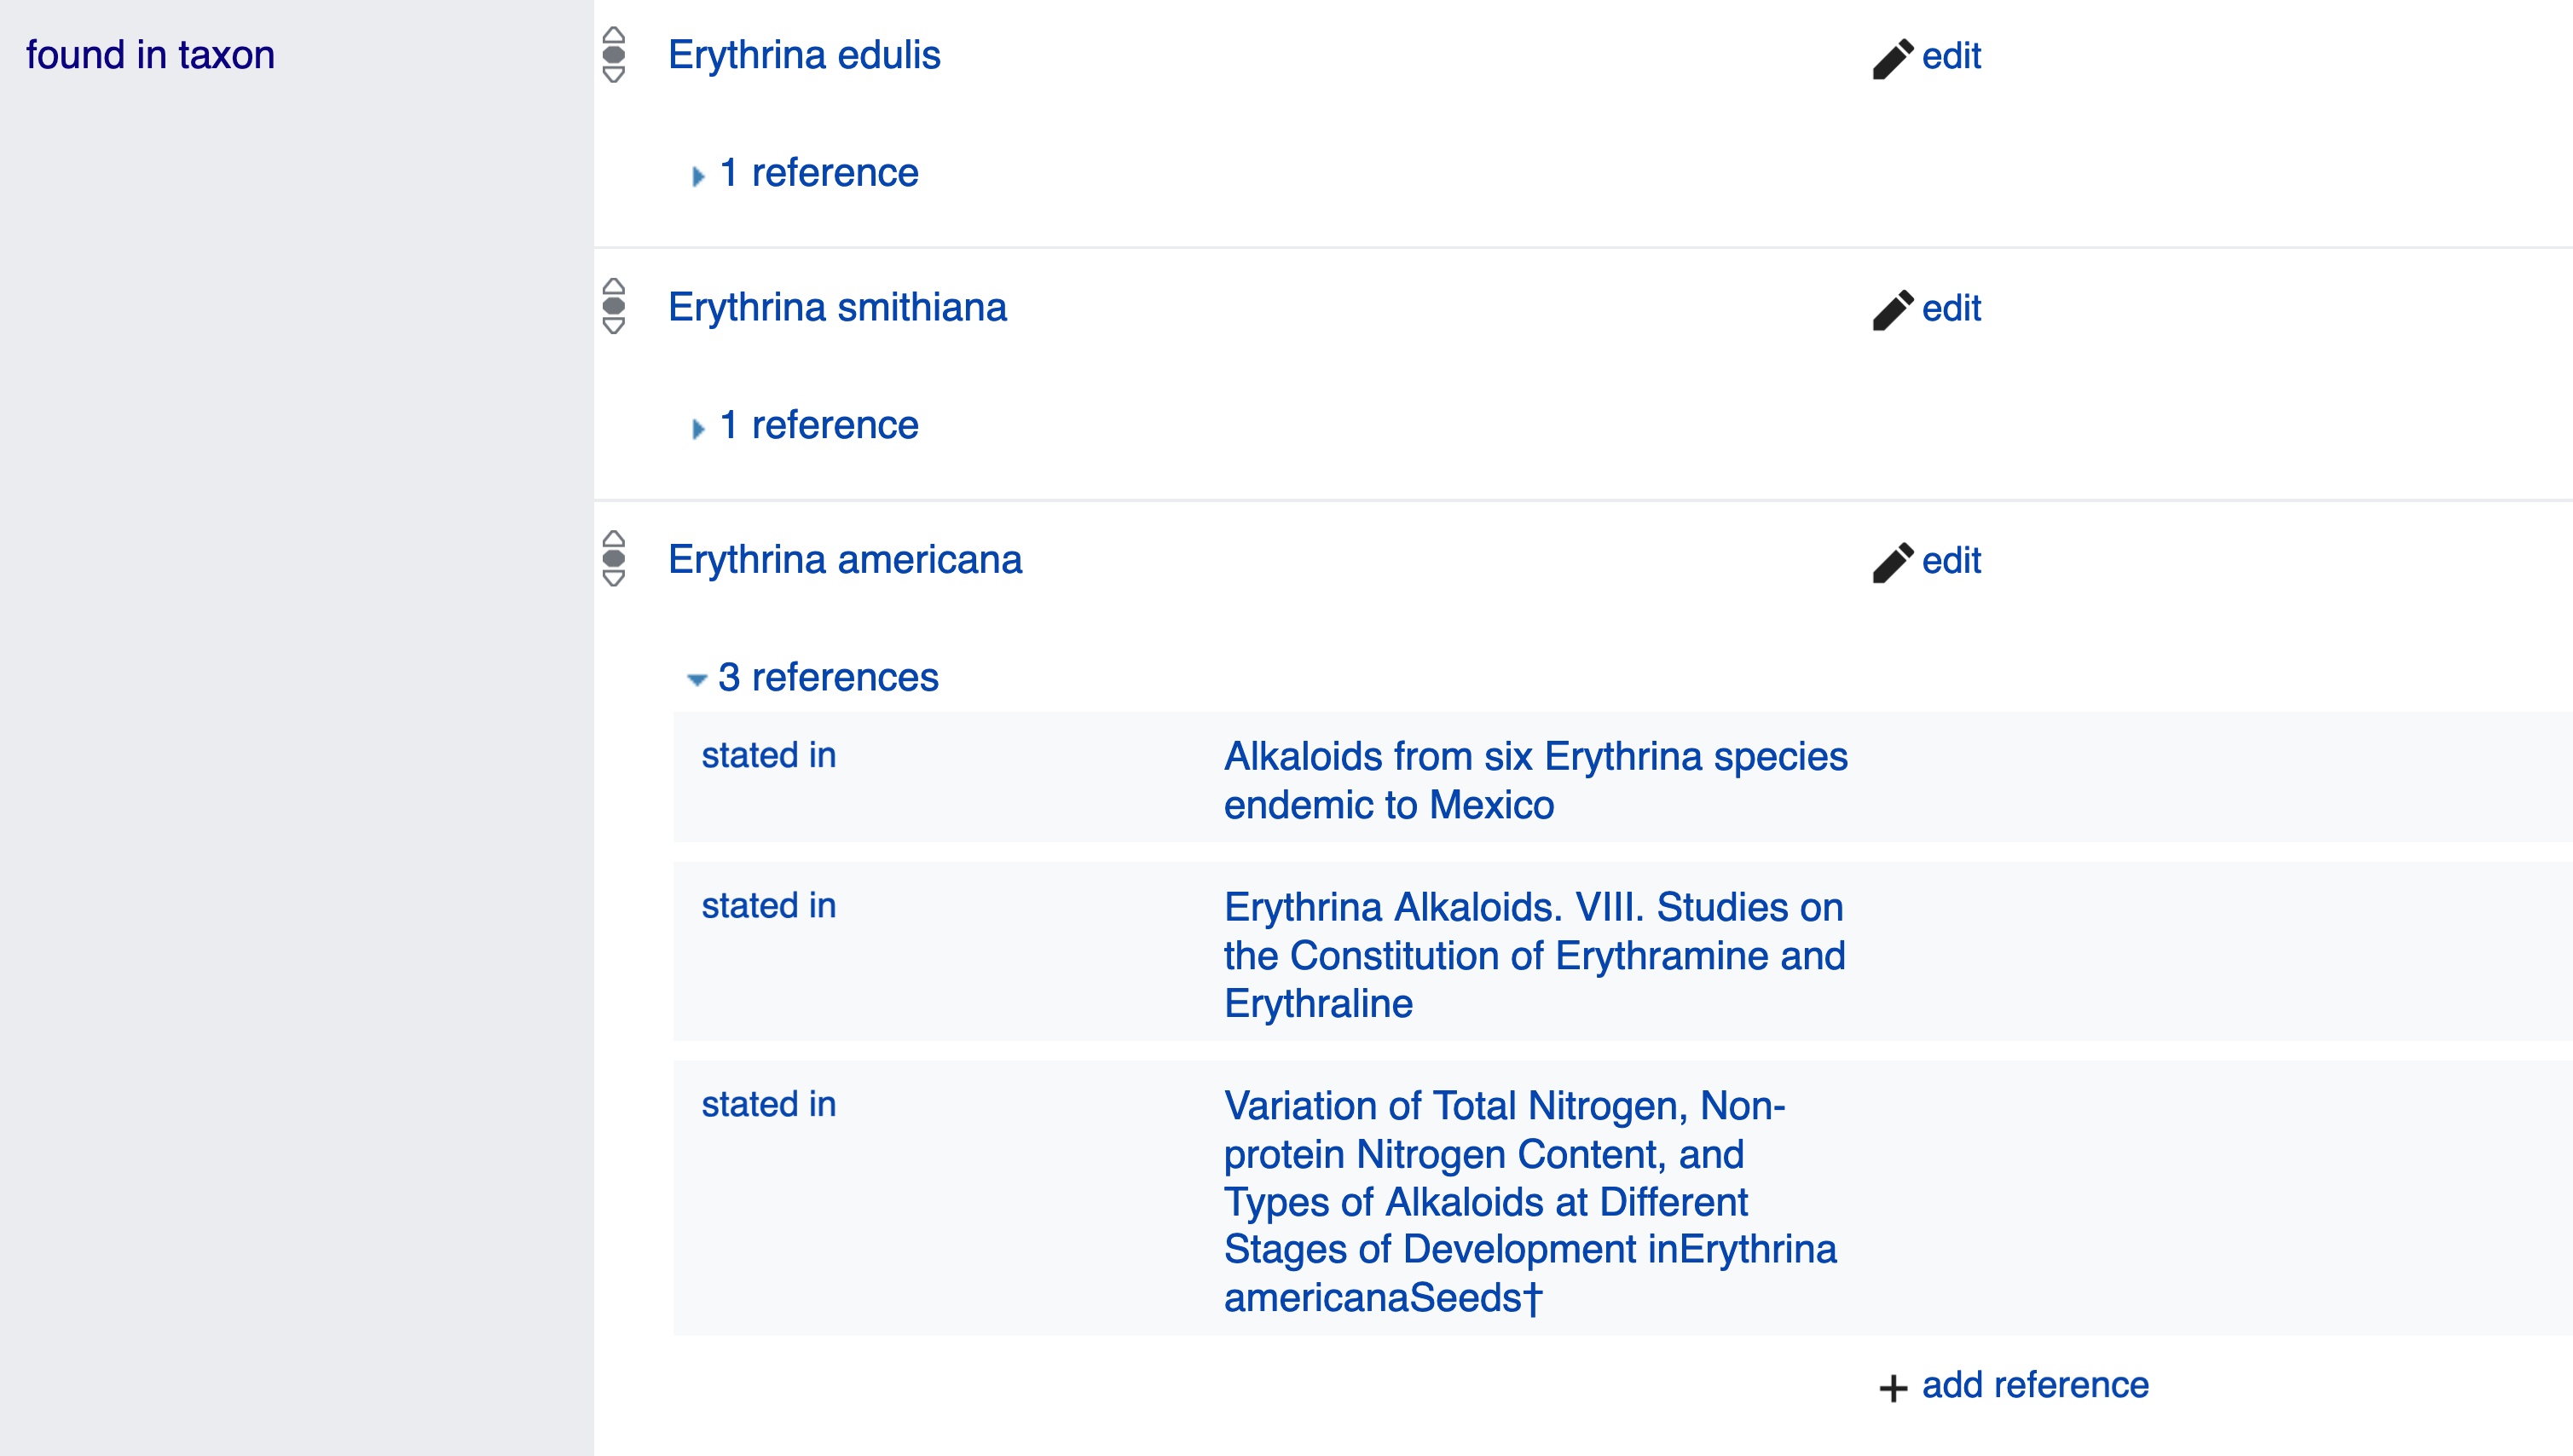 found in taxon
Erythrina edulis
edit
1 reference
Erythrina smithiana
edit
1 reference
Erythrina americana
edit
3 references
stated in
Alkaloids from six Erythrina species
endemic to Mexico
stated in
Erythrina Alkaloids. VIII. Studies on
the Constitution of Erythramine and
Erythraline
stated in
Variation of Total Nitrogen, Non-
protein Nitrogen Content, and
Types of Alkaloids at Different
Stages of Development inErythrina
americanaSeeds†
+ add reference